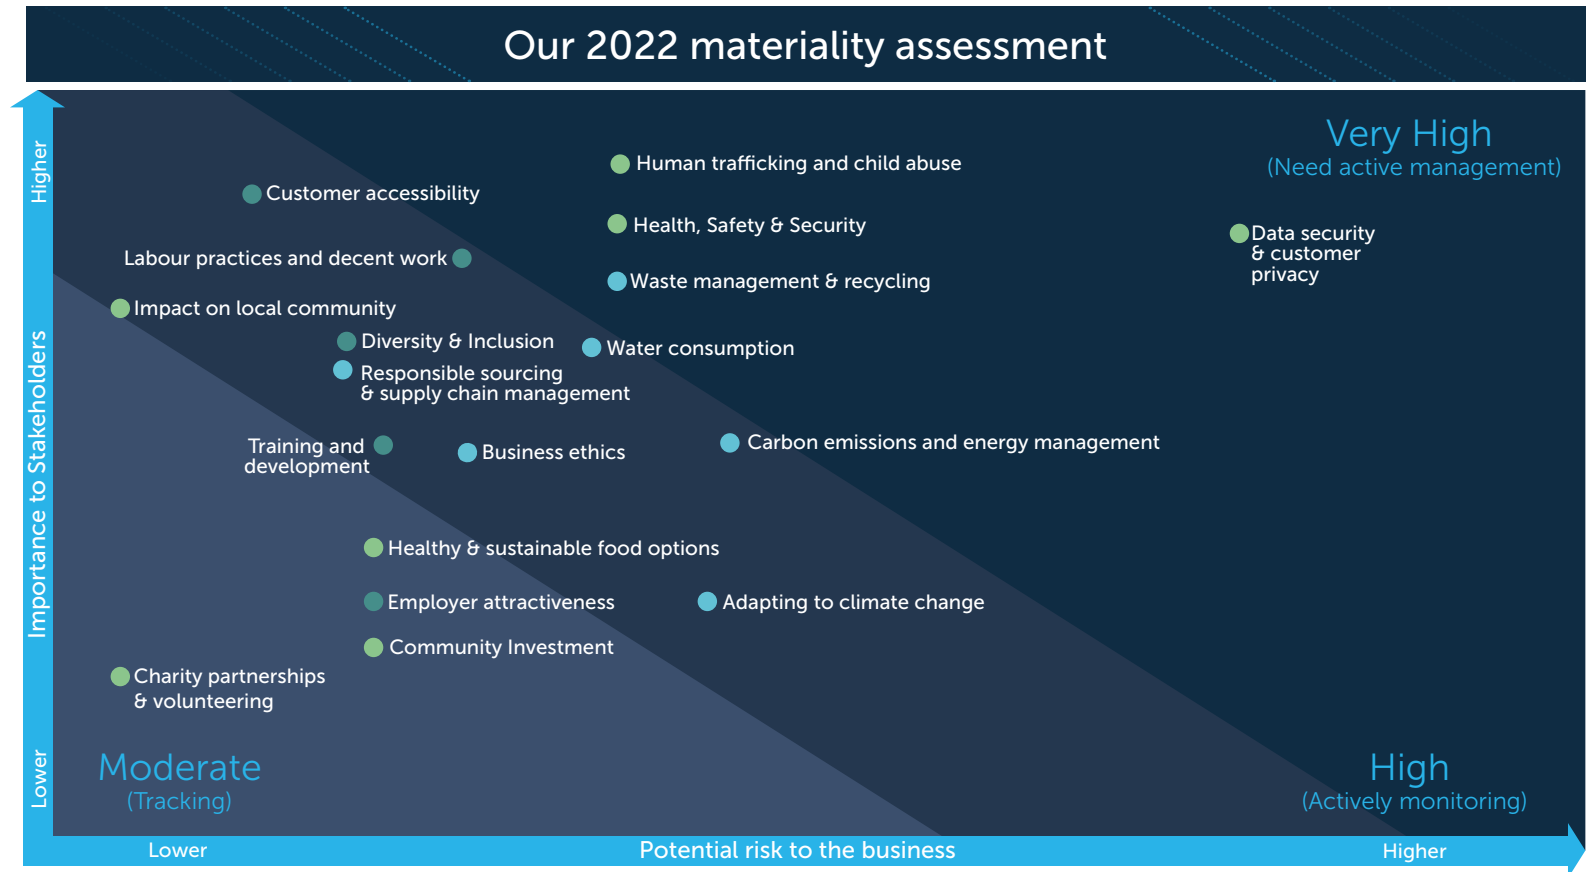 Our 2022 materiality assessment
Higher
Importance to Stakeholders
Lower
Very High
(Need active management)
Human trafficking and child abuse
Customer accessibility
Health, Safety & Security
Data security
& customer
privacy
Labour practices and decent work
Waste management & recycling
Impact on local community
Diversity & Inclusion
Water consumption
Responsible sourcing
& supply chain management
Training and
development
Business ethics
Carbon emissions and energy management
Healthy & sustainable food options
Employer attractiveness
Adapting to climate change
Community Investment
Charity partnerships
& volunteering
Moderate
(Tracking)
High
(Actively monitoring)
Lower
Potential risk to the business
Higher